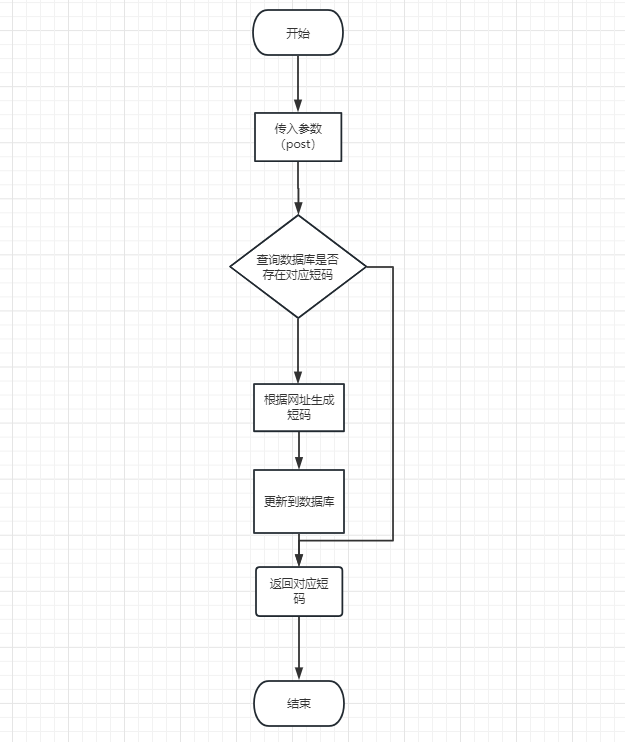 开始
传入参数
（post）
查询数据库是否
存在对应短码
根据网址生成
短码
更新到数据库
返回对应短
码
结束